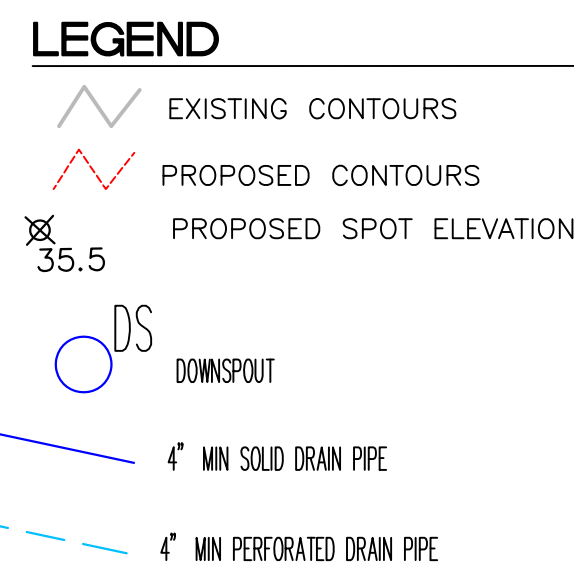 LEGEND
EXISTING CONTOURS
PROPOSED CONTOURS
PROPOSED SPOT ELEVATION
35.5
DS
DOWNSPOUT
4" MIN SOLID DRAIN PIPE
4" MIN PERFORATED DRAIN PIPE